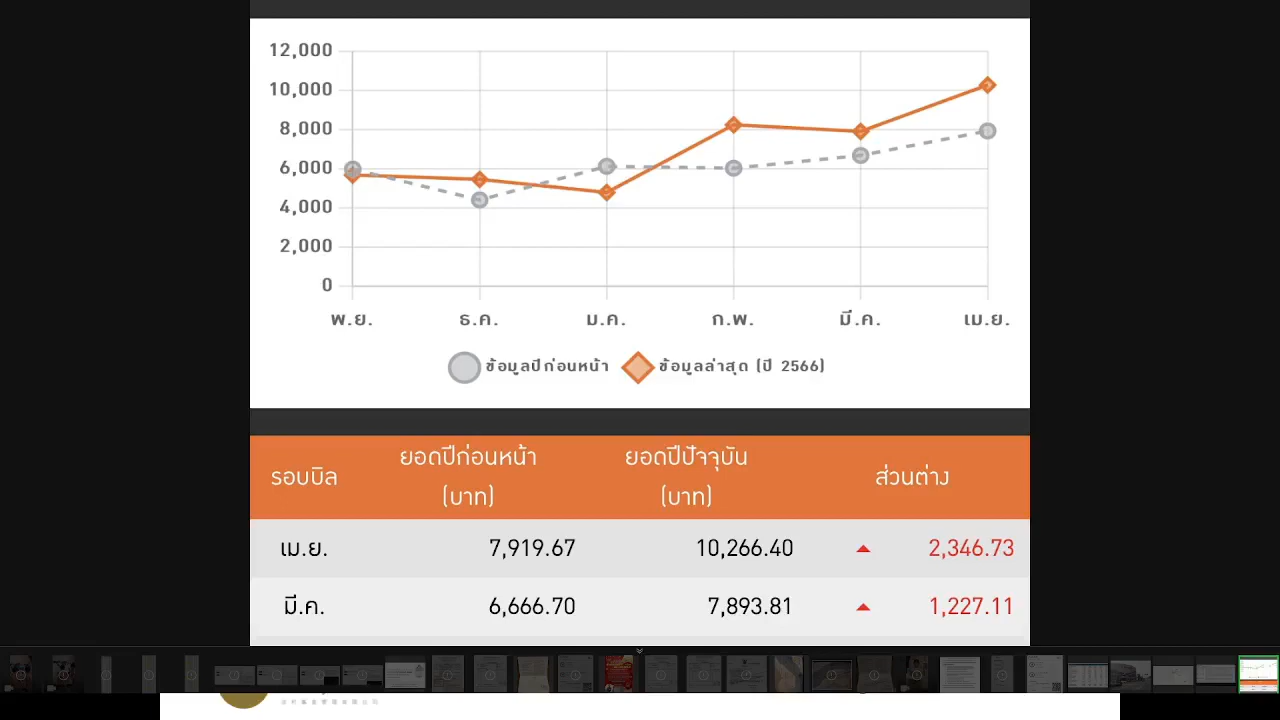 12,000
10,000
8,000
6,000
4,000
2,000
0
พ.ย. ธ.ค. ม.ค. ก.พ. มี.ค. เม.ย.
ข้อมูลปีก่อนหน้า ข้อมูลล่าสุด (ปี 2566)
รอบบิล ยอดปีก่อนหน้า (บาท) ยอดปีปัจจุบัน (บาท) ส่วนต่าง
เม.ย. 7,919.67 10,266.40 2,346.73
มี.ค. 6,666.70 7,893.81 1,227.11